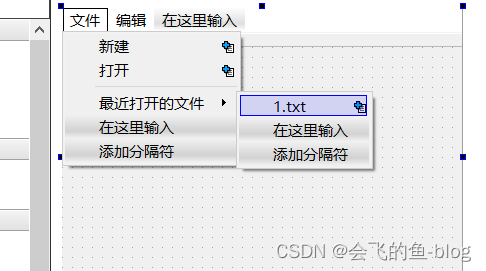 文件 编辑 在这里输入
新建
打开
最近打开的文件
在这里输入
添加分隔符
1.txt
在这里输入
添加分隔符
CSDN @会飞的鱼-blog